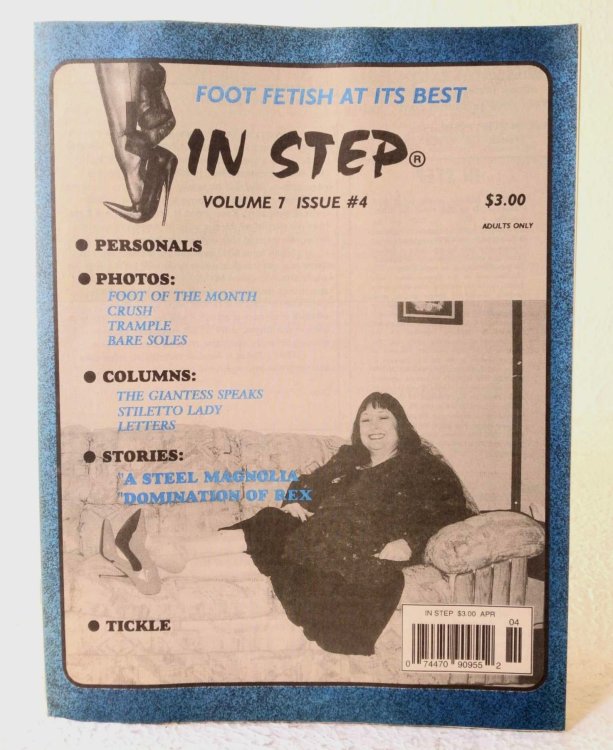 FOOT FETISH AT ITS BEST
IN STEP®
VOLUME 7 ISSUE #4
$3.00
ADULTS ONLY
● PERSONALS
● PHOTOS:
FOOT OF THE MONTH
CRUSH
TRAMPLE
BARE SOLES
● COLUMNS:
THE GIANTESS SPEAKS
STILETTO LADY
LETTERS
● STORIES:
"A STEEL MAGNOLIA
"DOMINATION OF REX
● TICKLE
IN STEP $3.00 APR
04
0 74470 90955 2